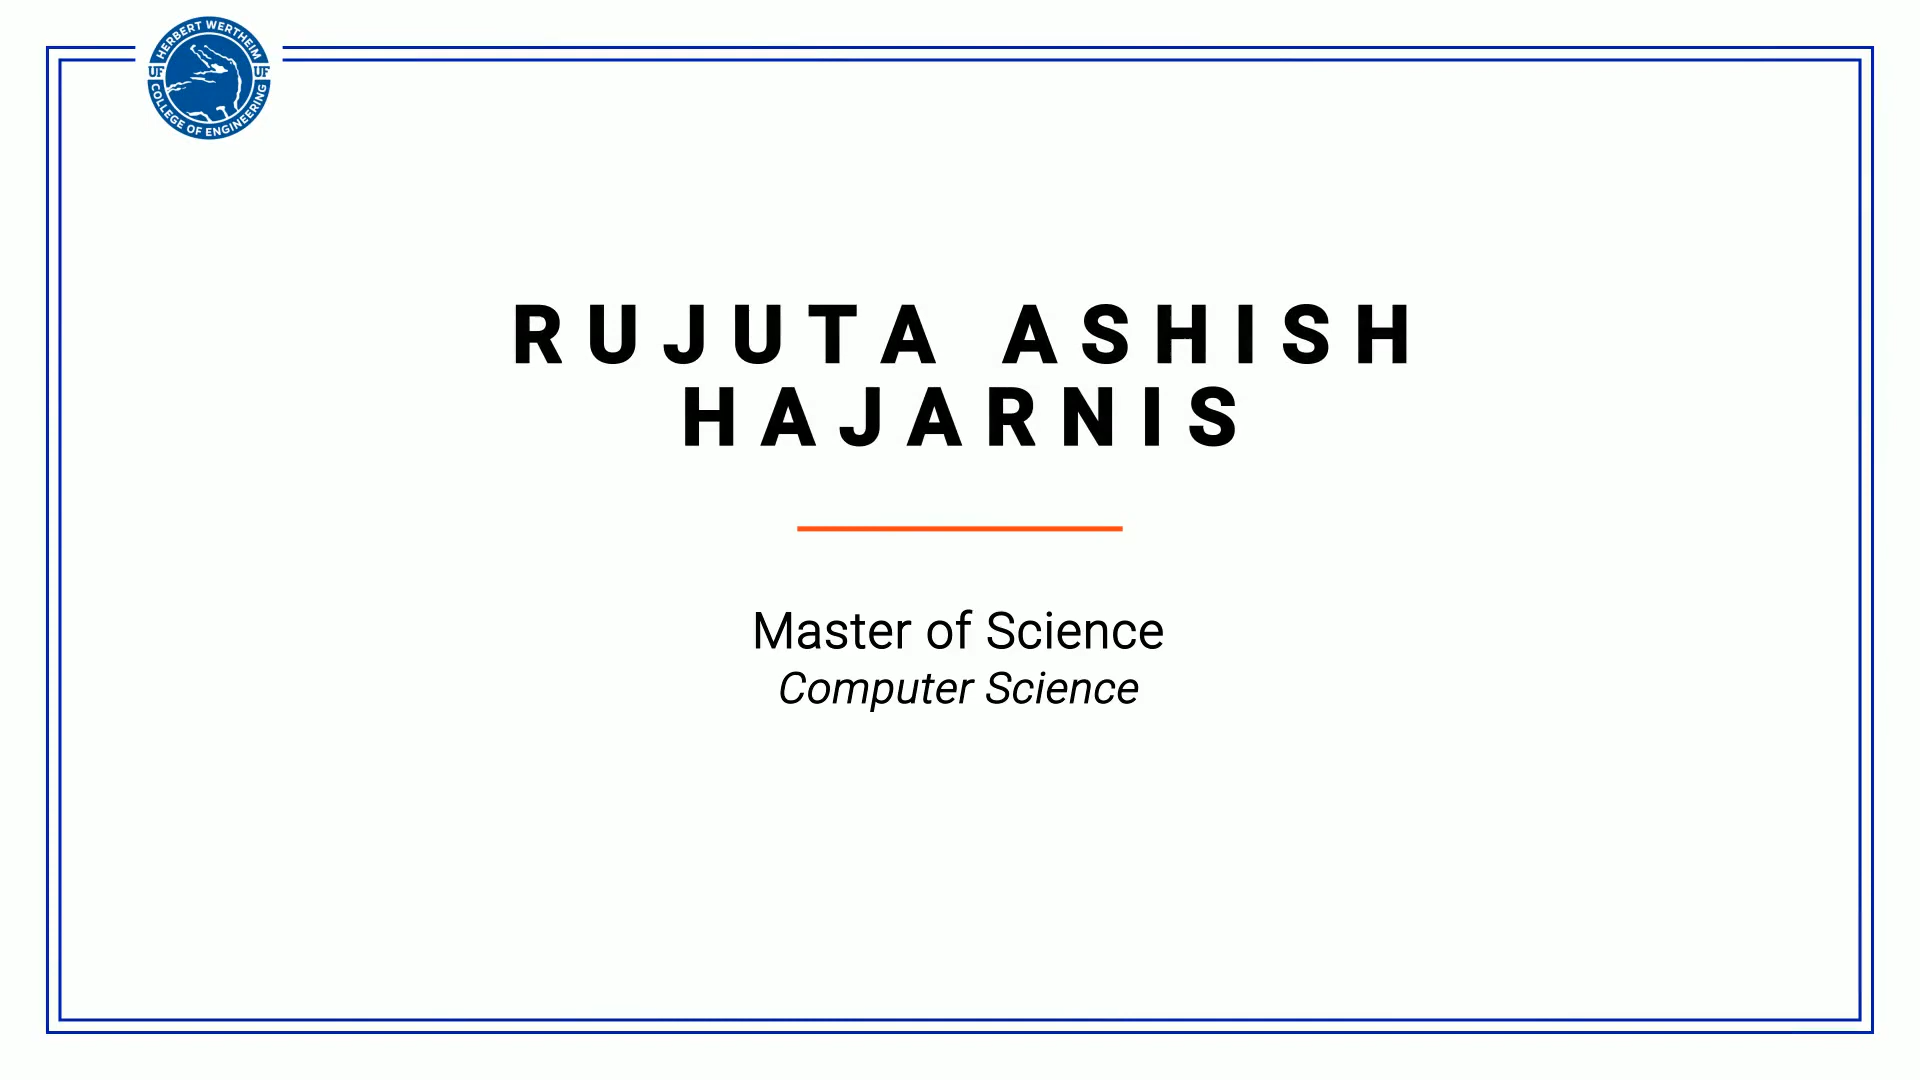 HERBERT WERTHEIM
UF UF
COLLEGE OF ENGINEERING
RUJUTA ASHISH
HAJARNIS
Master of Science
Computer Science